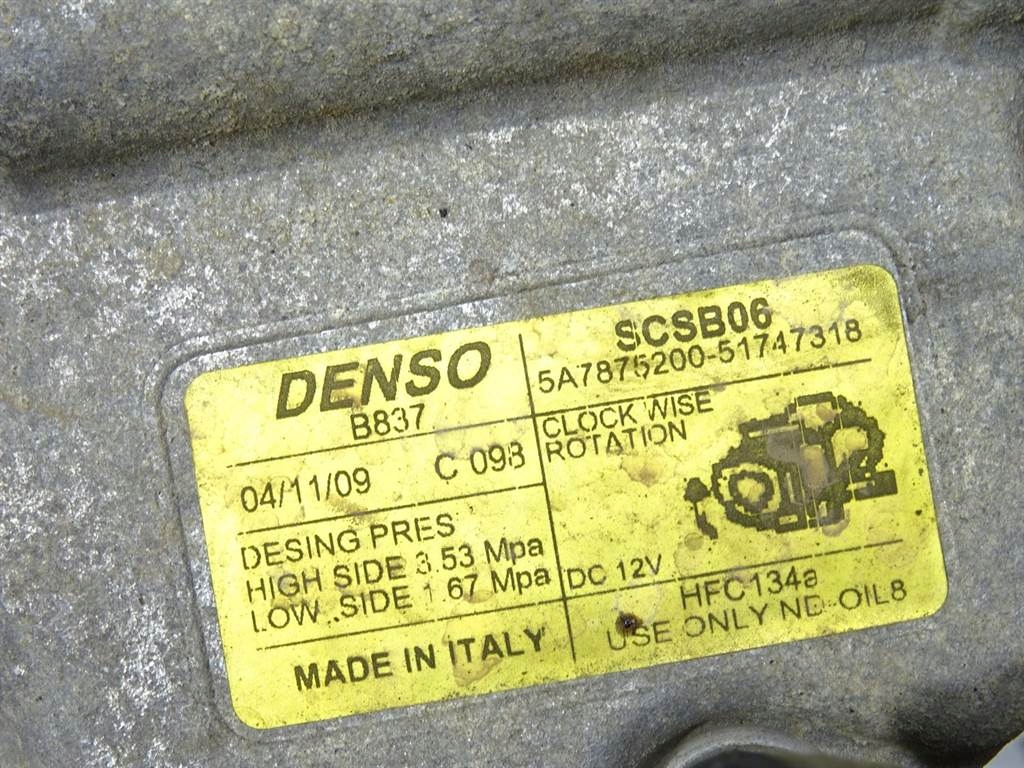 DENSO
B837
SCSB06
5A7875200-51747318
04/11/09 C 098
CLOCK WISE
ROTATION
DESING PRES
HIGH SIDE 3.53 Mpa
LOW SIDE 1.67 Mpa
DC 12V
HFC134a
MADE IN ITALY
USE ONLY ND-OIL8